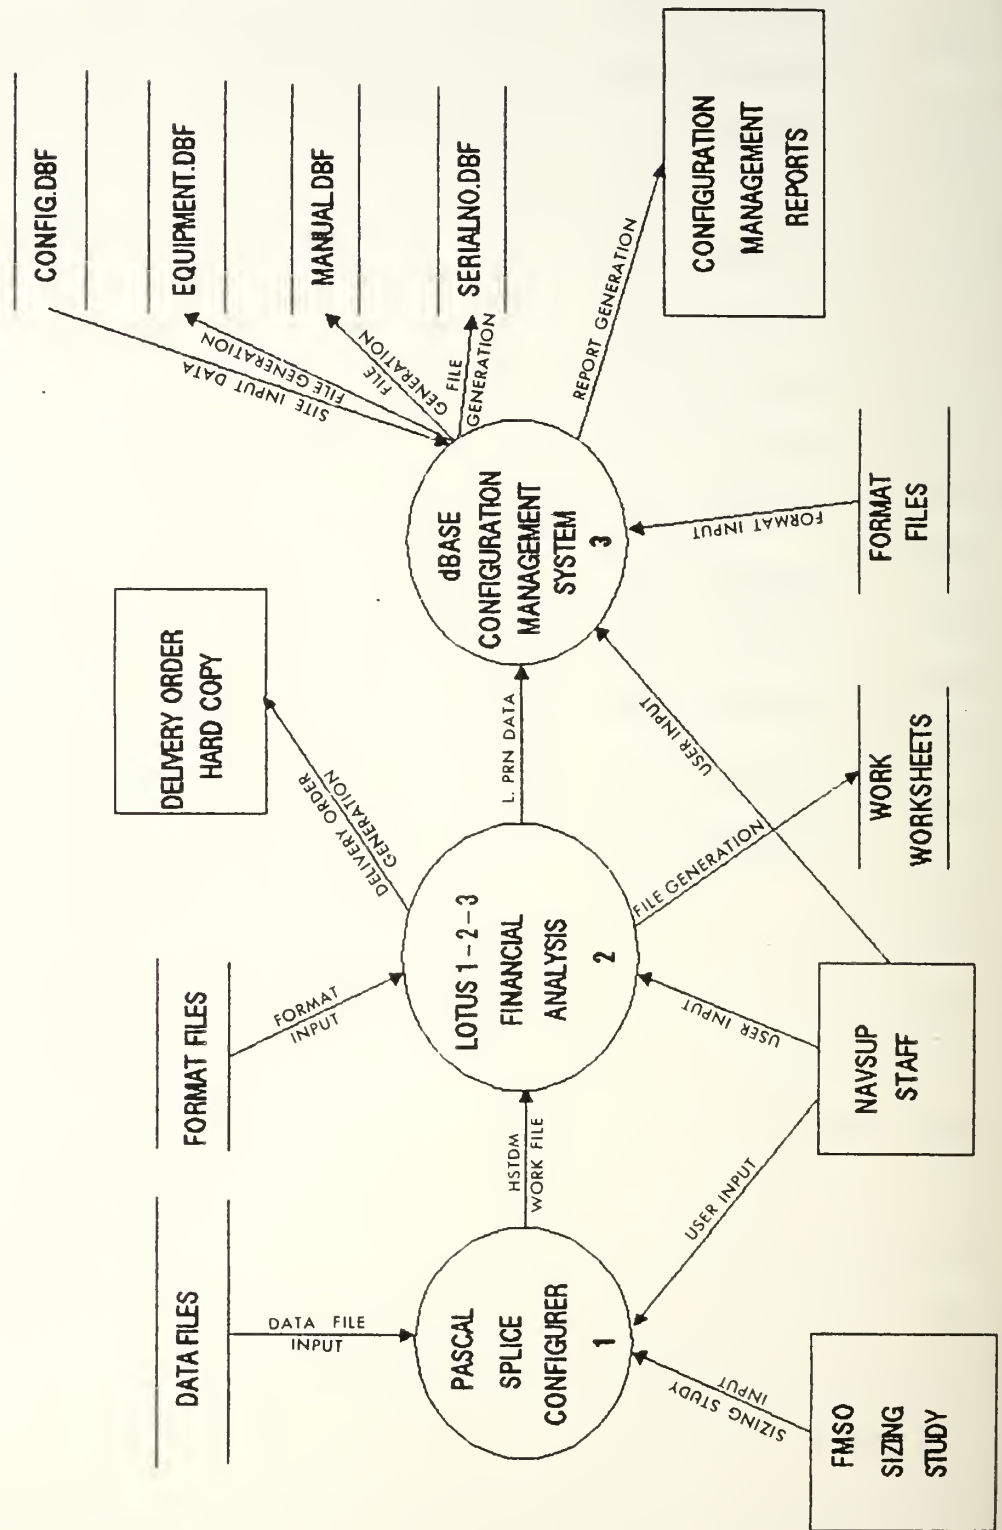 CONFIG.DBF
EQUIPMENT.DBF
MANUAL.DBF
SERIALNO.DBF
SITE INPUT DATA
FILE GENERATION
FILE
GENERATION
FILE
GENERATION
DELIVERY ORDER
HARD COPY
dBASE
CONFIGURATION
MANAGEMENT
SYSTEM
3
REPORT GENERATION
CONFIGURATION
MANAGEMENT
REPORTS
FORMAT INPUT
FORMAT
FILES
DELIVERY ORDER
GENERATION
L. PRN DATA
USER INPUT
FORMAT FILES
FORMAT
INPUT
LOTUS 1-2-3
FINANCIAL
ANALYSIS
2
FILE GENERATION
WORK
WORKSHEETS
DATA FILES
DATA FILE
INPUT
HSTDM
WORK FILE
USER INPUT
NAVSUP
STAFF
PASCAL
SPLICE
CONFIGURER
1
USER INPUT
SIZING STUDY
INPUT
FMSO
SIZING
STUDY